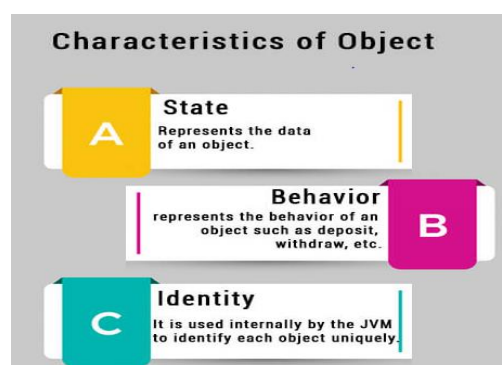 Characteristics of Object
A
State
Represents the data
of an object.
Behavior
represents the behavior of an
object such as deposit,
withdraw, etc.
B
C
Identity
It is used internally by the JVM
to identify each object uniquely.